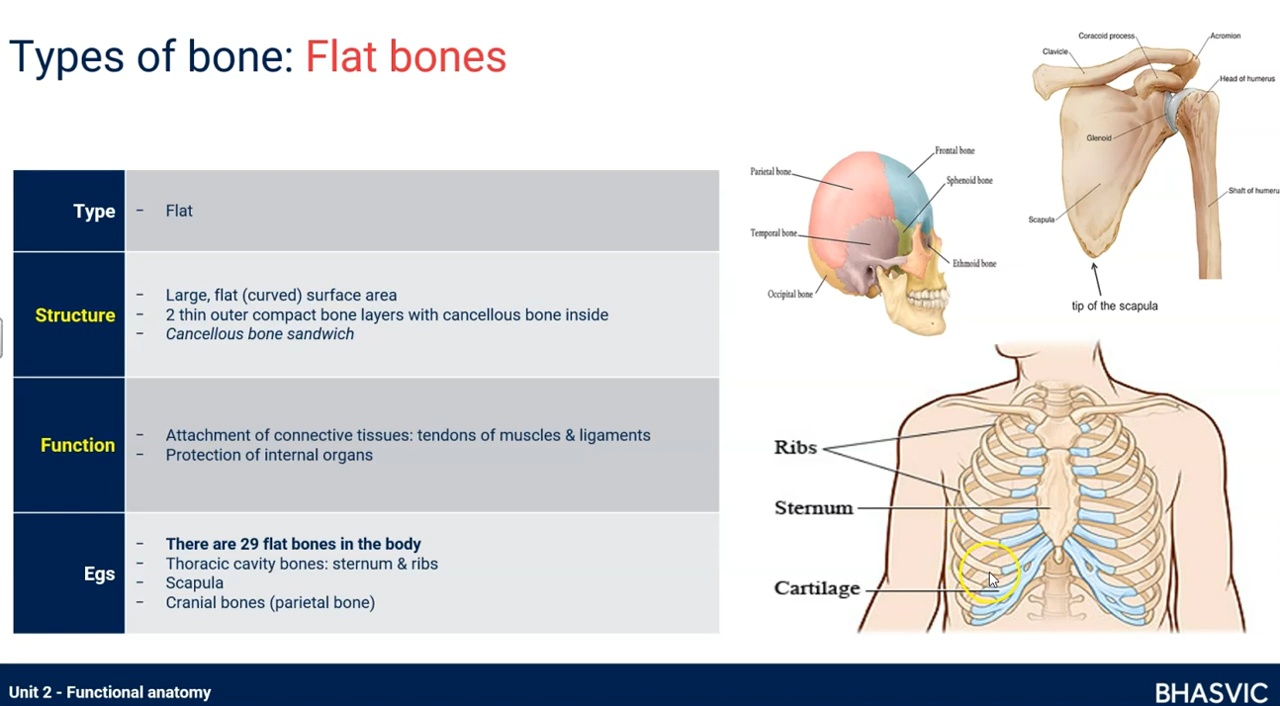 Types of bone: Flat bones
Type
- Flat
Structure
- Large, flat (curved) surface area
- 2 thin outer compact bone layers with cancellous bone inside
- Cancellous bone sandwich
Function
- Attachment of connective tissues: tendons of muscles & ligaments
- Protection of internal organs
Egs
- There are 29 flat bones in the body
- Thoracic cavity bones: sternum & ribs
- Scapula
- Cranial bones (parietal bone)
Parietal bone
Frontal bone
Sphenoid bone
Temporal bone
Ethmoid bone
Occipital bone
Coracoid process
Acromion
Clavicle
Head of humerus
Glenoid
Shaft of humeru
Scapula
tip of the scapula
Ribs
Sternum
Cartilage
Unit 2 - Functional anatomy
BHASVIC